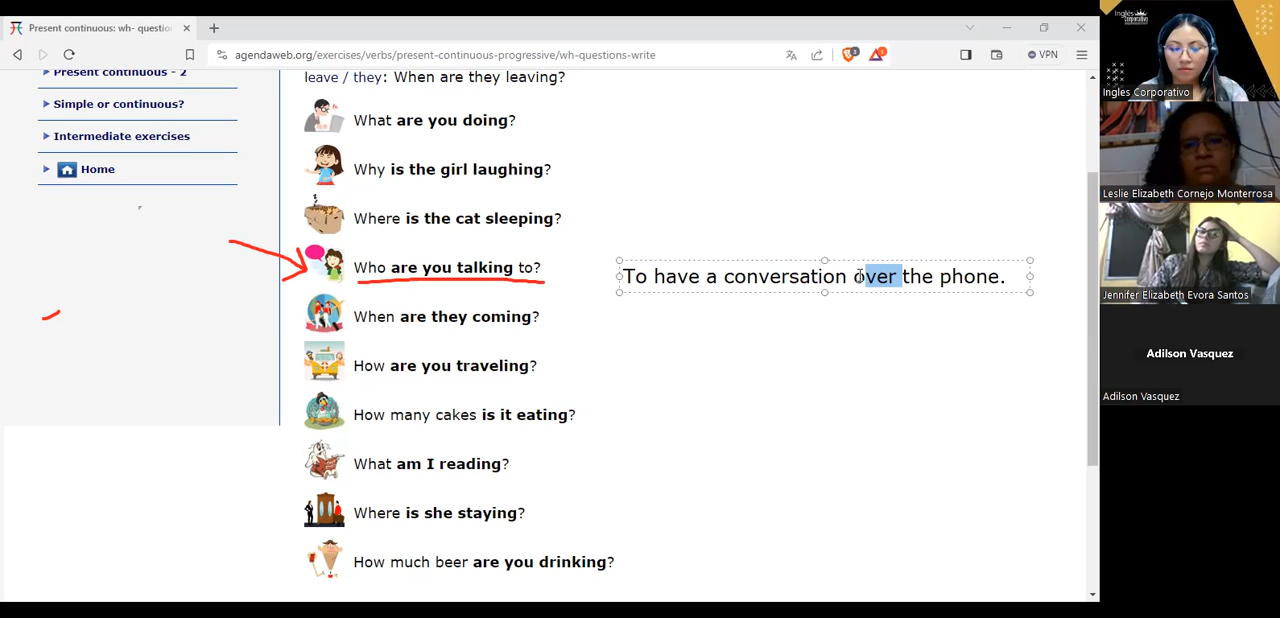 Present continuous: wh- questio
agendaweb.org/exercises/verbs/present-continuous-progressive/wh-questions-write
VPN
Present continuous - 2
Simple or continuous?
Intermediate exercises
Home
leave / they: When are they leaving?
What are you doing?
Why is the girl laughing?
Where is the cat sleeping?
Who are you talking to?
When are they coming?
How are you traveling?
How many cakes is it eating?
What am I reading?
Where is she staying?
How much beer are you drinking?
To have a conversation over the phone.
Inglés
Corporativo
Ingles Corporativo
Leslie Elizabeth Cornejo Monterrosa
Jennifer Elizabeth Evora Santos
Adilson Vasquez
Adilson Vasquez